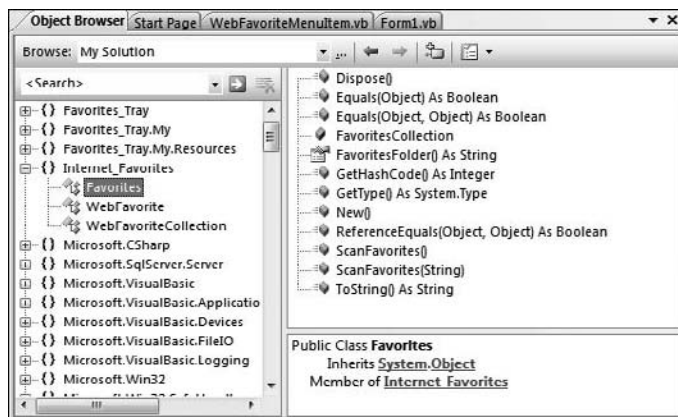 Object Browser Start Page WebFavoriteMenuItem.vb Form1.vb
Browse: My Solution
<Search>
{} Favorites_Tray
{} Favorites_Tray.My
{} Favorites_Tray.My.Resources
{} Internet_Favorites
Favorites
WebFavorite
WebFavoriteCollection
{} Microsoft.CSharp
{} Microsoft.SqlServer.Server
{} Microsoft.VisualBasic
{} Microsoft.VisualBasic.Applicatio
{} Microsoft.VisualBasic.Devices
{} Microsoft.VisualBasic.FileIO
{} Microsoft.VisualBasic.Logging
{} Microsoft.Win32
Dispose()
Equals(Object) As Boolean
Equals(Object, Object) As Boolean
FavoritesCollection
FavoritesFolder() As String
GetHashCode() As Integer
GetType() As System.Type
New()
ReferenceEquals(Object, Object) As Boolean
ScanFavorites()
ScanFavorites(String)
ToString() As String
Public Class Favorites
Inherits System.Object
Member of Internet_Favorites